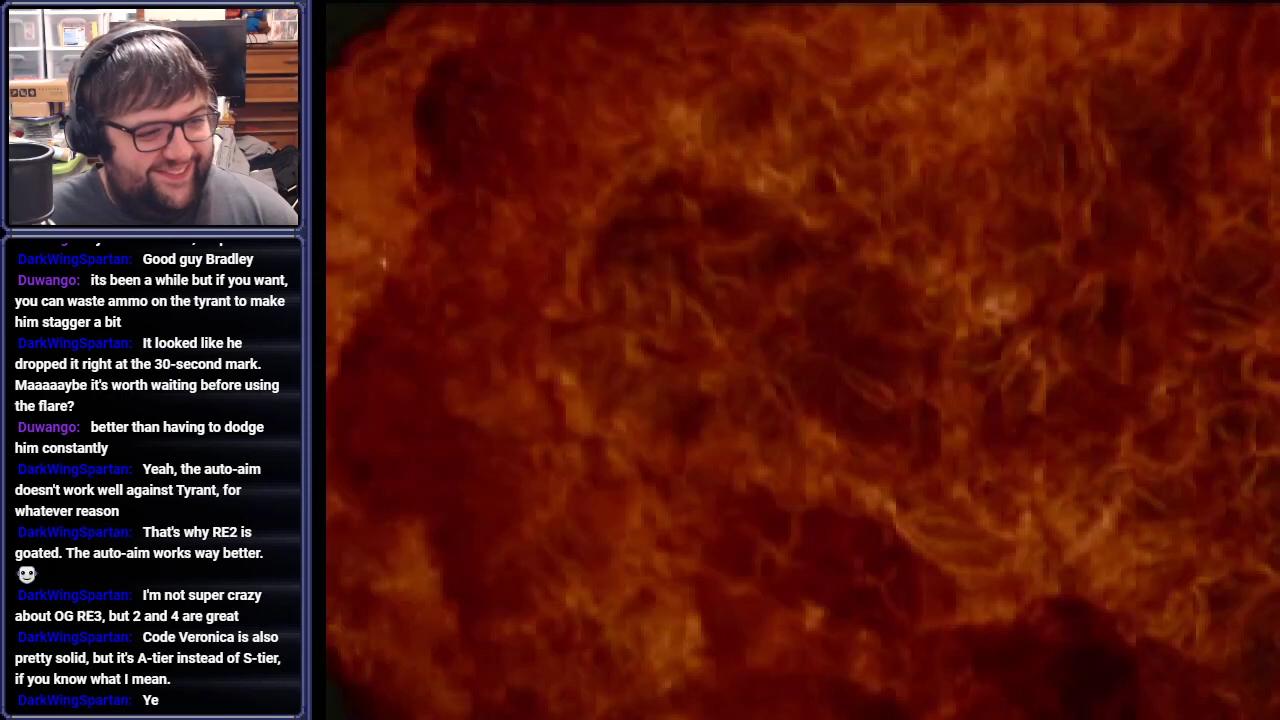 DarkWingSpartan: Good guy Bradley
Duwango: its been a while but if you want,
you can waste ammo on the tyrant to make
him stagger a bit
DarkWingSpartan: It looked like he
dropped it right at the 30-second mark.
Maaaaaybe it's worth waiting before using
the flare?
Duwango: better than having to dodge
him constantly
DarkWingSpartan: Yeah, the auto-aim
doesn't work well against Tyrant, for
whatever reason
DarkWingSpartan: That's why RE2 is
goated. The auto-aim works way better.
DarkWingSpartan: I'm not super crazy
about OG RE3, but 2 and 4 are great
DarkWingSpartan: Code Veronica is also
pretty solid, but it's A-tier instead of S-tier,
if you know what I mean.
DarkWingSpartan: Ye